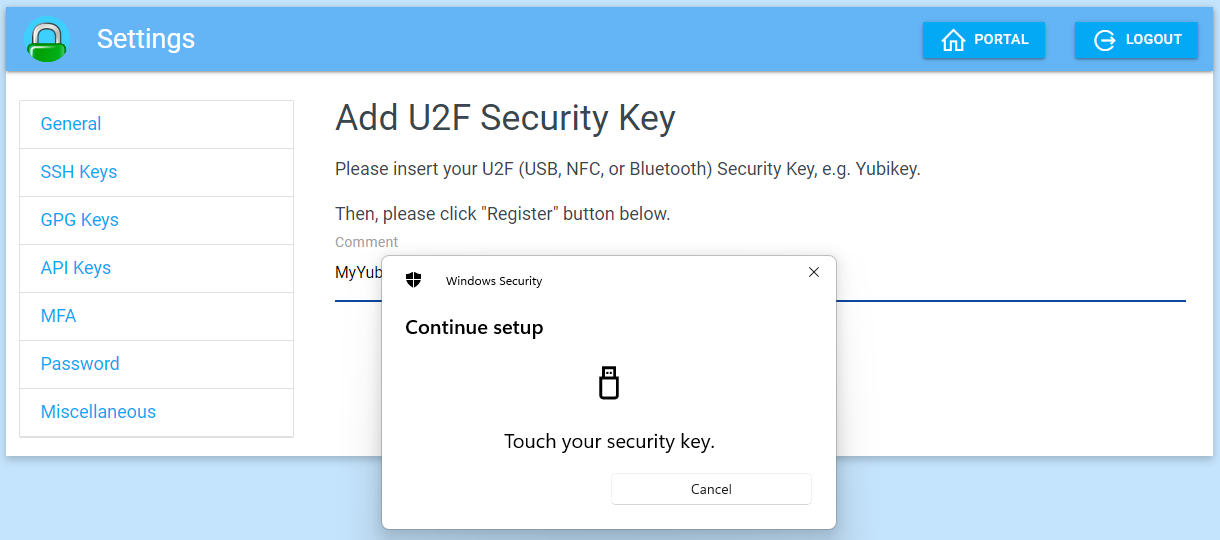 Settings
PORTAL
LOGOUT
General
SSH Keys
GPG Keys
API Keys
MFA
Password
Miscellaneous
Add U2F Security Key
Please insert your U2F (USB, NFC, or Bluetooth) Security Key, e.g. Yubikey.
Then, please click "Register" button below.
Comment
MyYub
Windows Security
Continue setup
Touch your security key.
Cancel